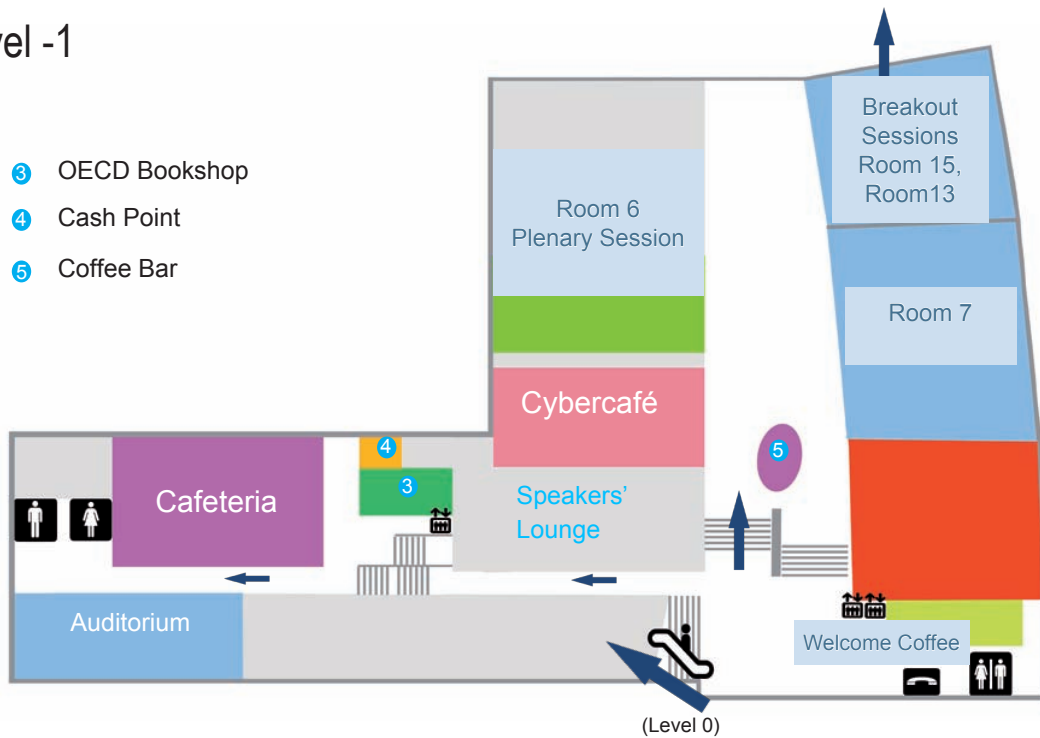 vel -1
3 OECD Bookshop
4 Cash Point
5 Coffee Bar
Breakout
Sessions
Room 15,
Room13
Room 6
Plenary Session
Room 7
Cybercafé
4
5
3
Cafeteria
Speakers’
Lounge
Auditorium
Welcome Coffee
(Level 0)